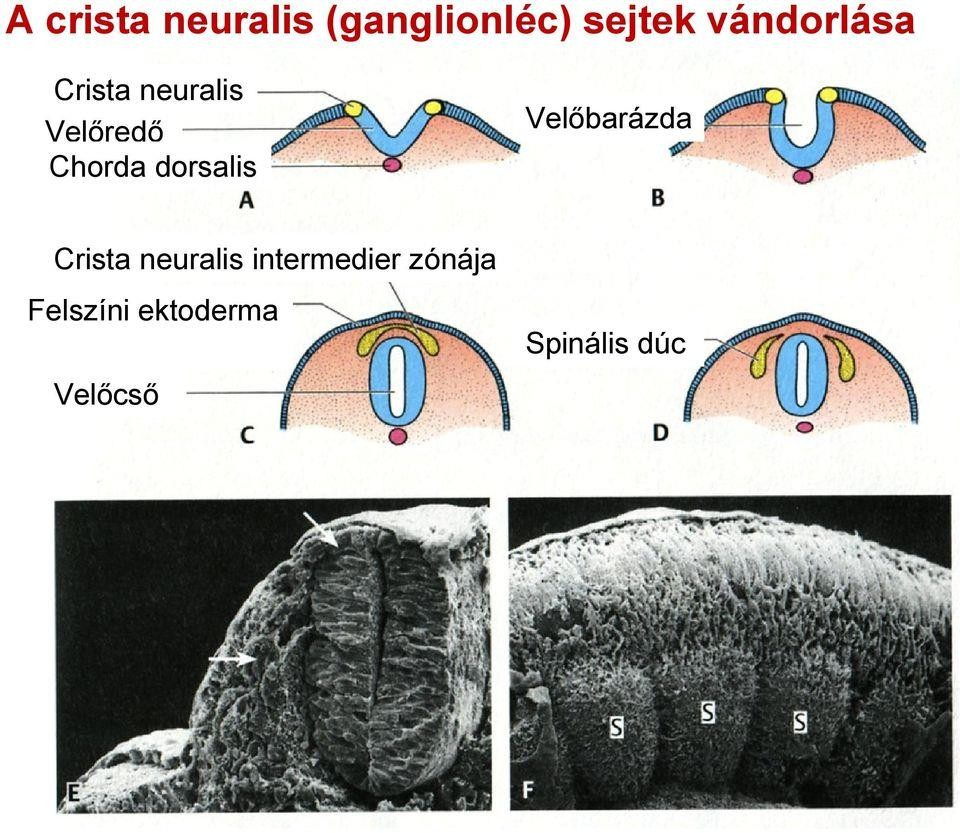 A crista neuralis (ganglionléc) sejtek vándorlása
Crista neuralis
Velőredő
Chorda dorsalis
A
Velőbarázda
B
Crista neuralis intermedier zónája
Felszíni ektoderma
Velőcső
C
Spinális dúc
D
E
F
S
S
S